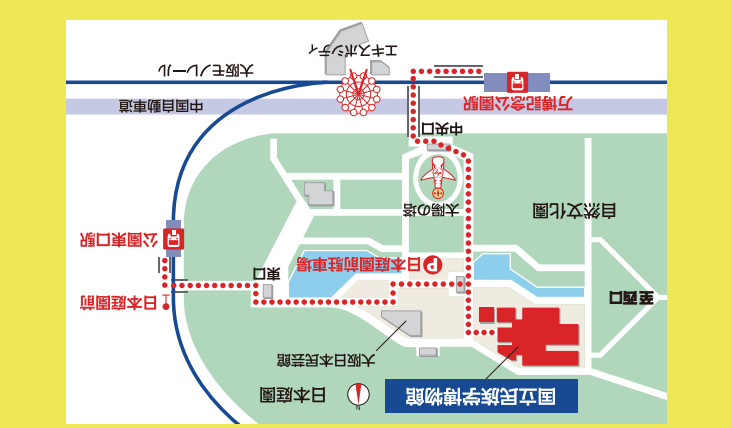 N
国立民族学博物館
日本庭園
大阪日本民芸館
日本庭園前
至西口
東口
P 日本庭園前駐車場
公園東口駅
自然文化園
太陽の塔
中央口
万博記念公園駅
中国自動車道
大阪モノレール
エキスポシティ